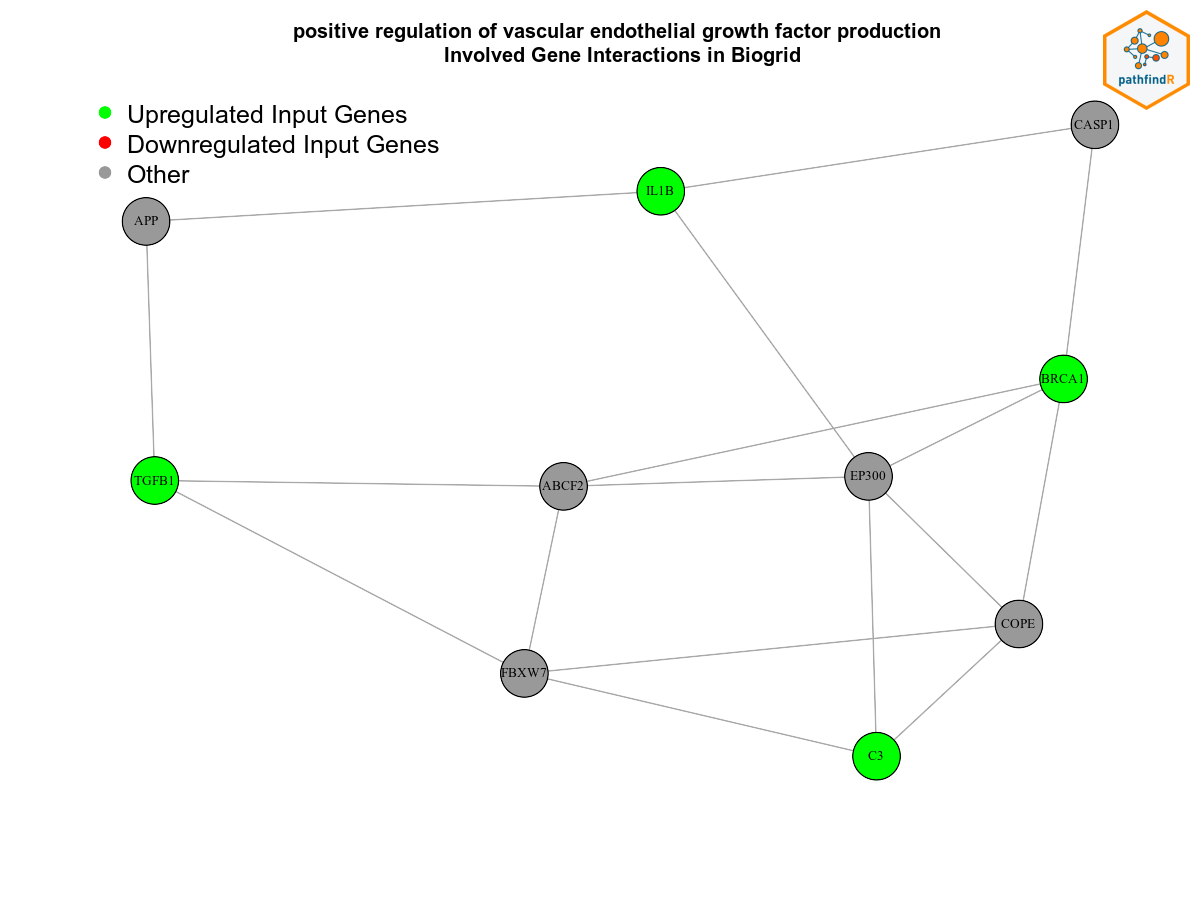 positive regulation of vascular endothelial growth factor production
Involved Gene Interactions in Biogrid
pathfindR
Upregulated Input Genes
Downregulated Input Genes
Other
CASP1
IL1B
APP
BRCA1
TGFB1
ABCF2
EP300
COPE
FBXW7
C3